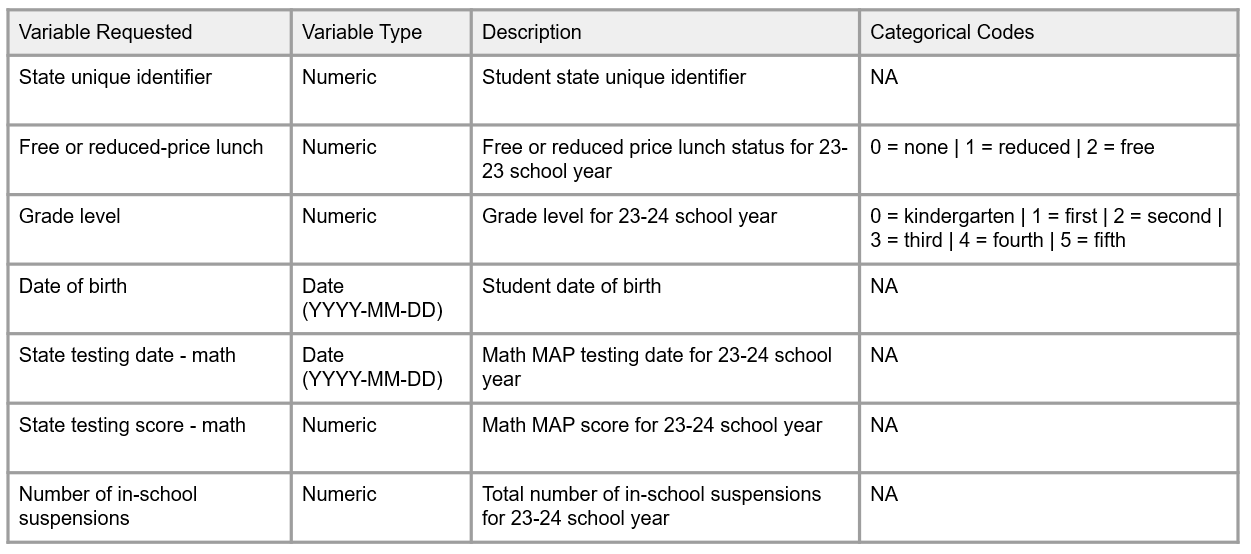 Variable Requested Variable Type Description Categorical Codes
State unique identifier Numeric Student state unique identifier NA
Free or reduced-price lunch Numeric Free or reduced price lunch status for 23- 0 = none | 1 = reduced | 2 = free
23 school year
Grade level Numeric Grade level for 23-24 school year 0 = kindergarten | 1 = first | 2 = second |
3 = third | 4 = fourth | 5 = fifth
Date of birth Date Student date of birth NA
(YYYY-MM-DD)
State testing date - math Date Math MAP testing date for 23-24 school NA
(YYYY-MM-DD) year
State testing score - math Numeric Math MAP score for 23-24 school year NA
Number of in-school Numeric Total number of in-school suspensions NA
suspensions for 23-24 school year